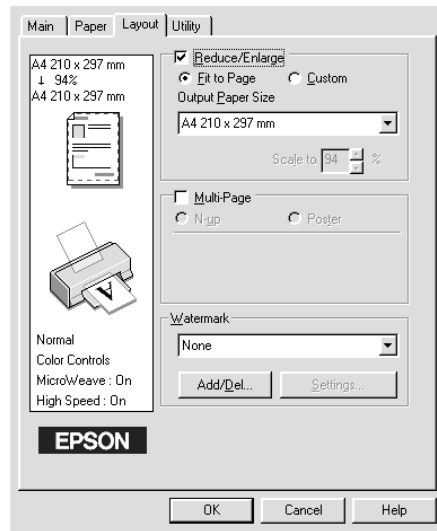 Main Paper Layout Utility
A4 210 x 297 mm
↓ 94%
A4 210 x 297 mm
A
Normal
Color Controls
MicroWeave : On
High Speed : On
EPSON
Reduce/Enlarge
Fit to Page Custom
Output Paper Size
A4 210 x 297 mm
Scale to 94 %
Multi-Page
N-up Poster
Watermark
None
Add/Del... Settings...
OK Cancel Help